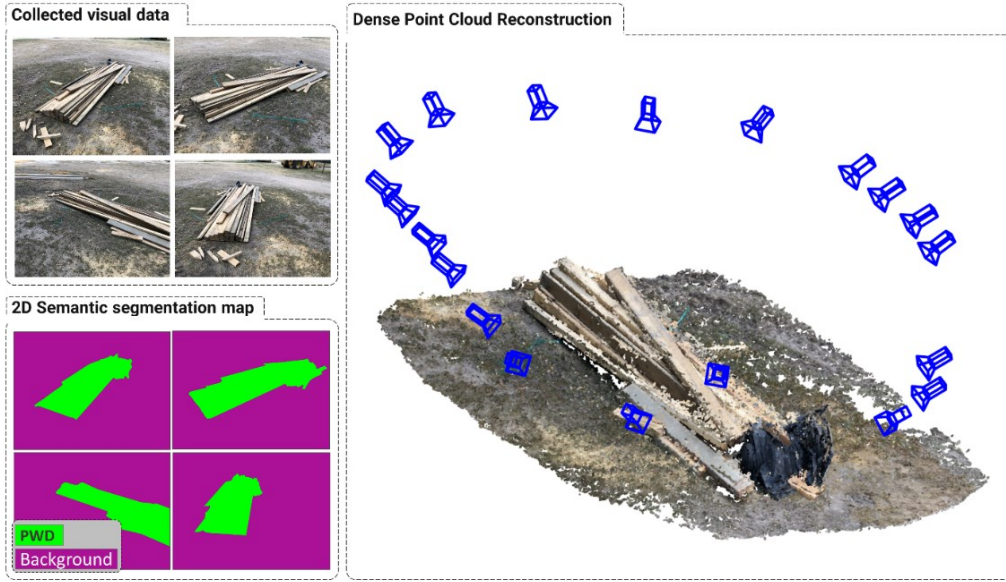 Collected visual data
Dense Point Cloud Reconstruction
2D Semantic segmentation map
PWD
Background